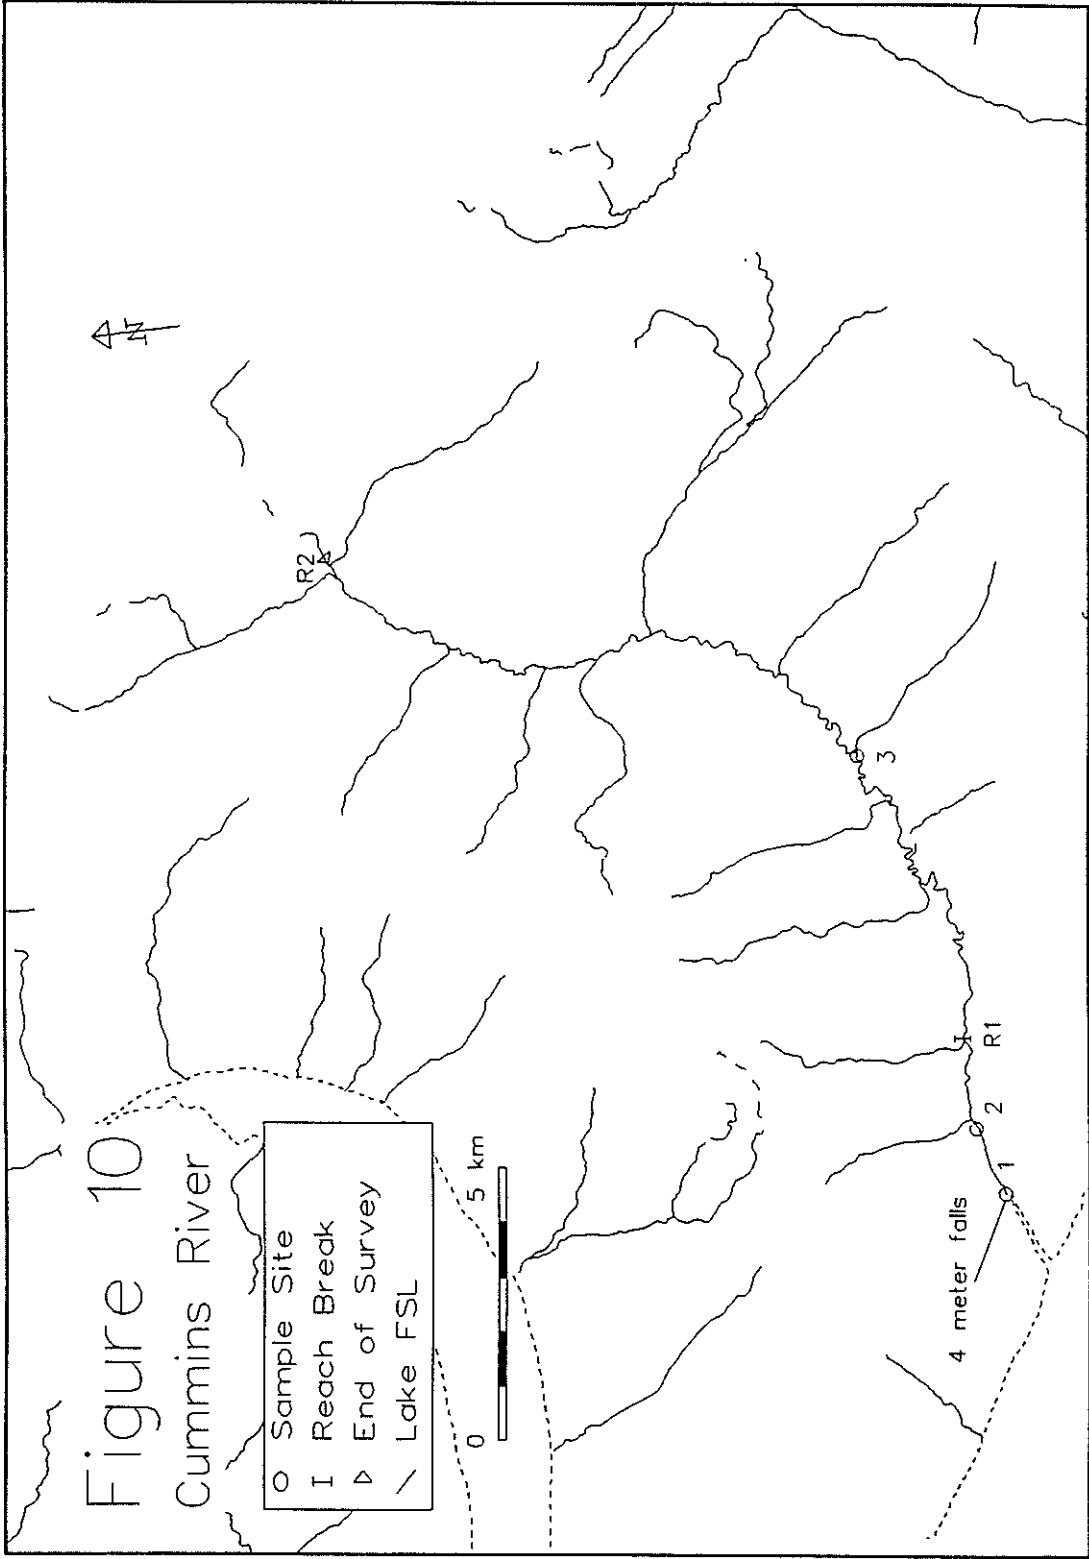 Figure 10
Cummins River
Sample Site
Reach Break
End of Survey
Lake FSL
0 5 km
N
R2
3
R1
2
1
4 meter falls